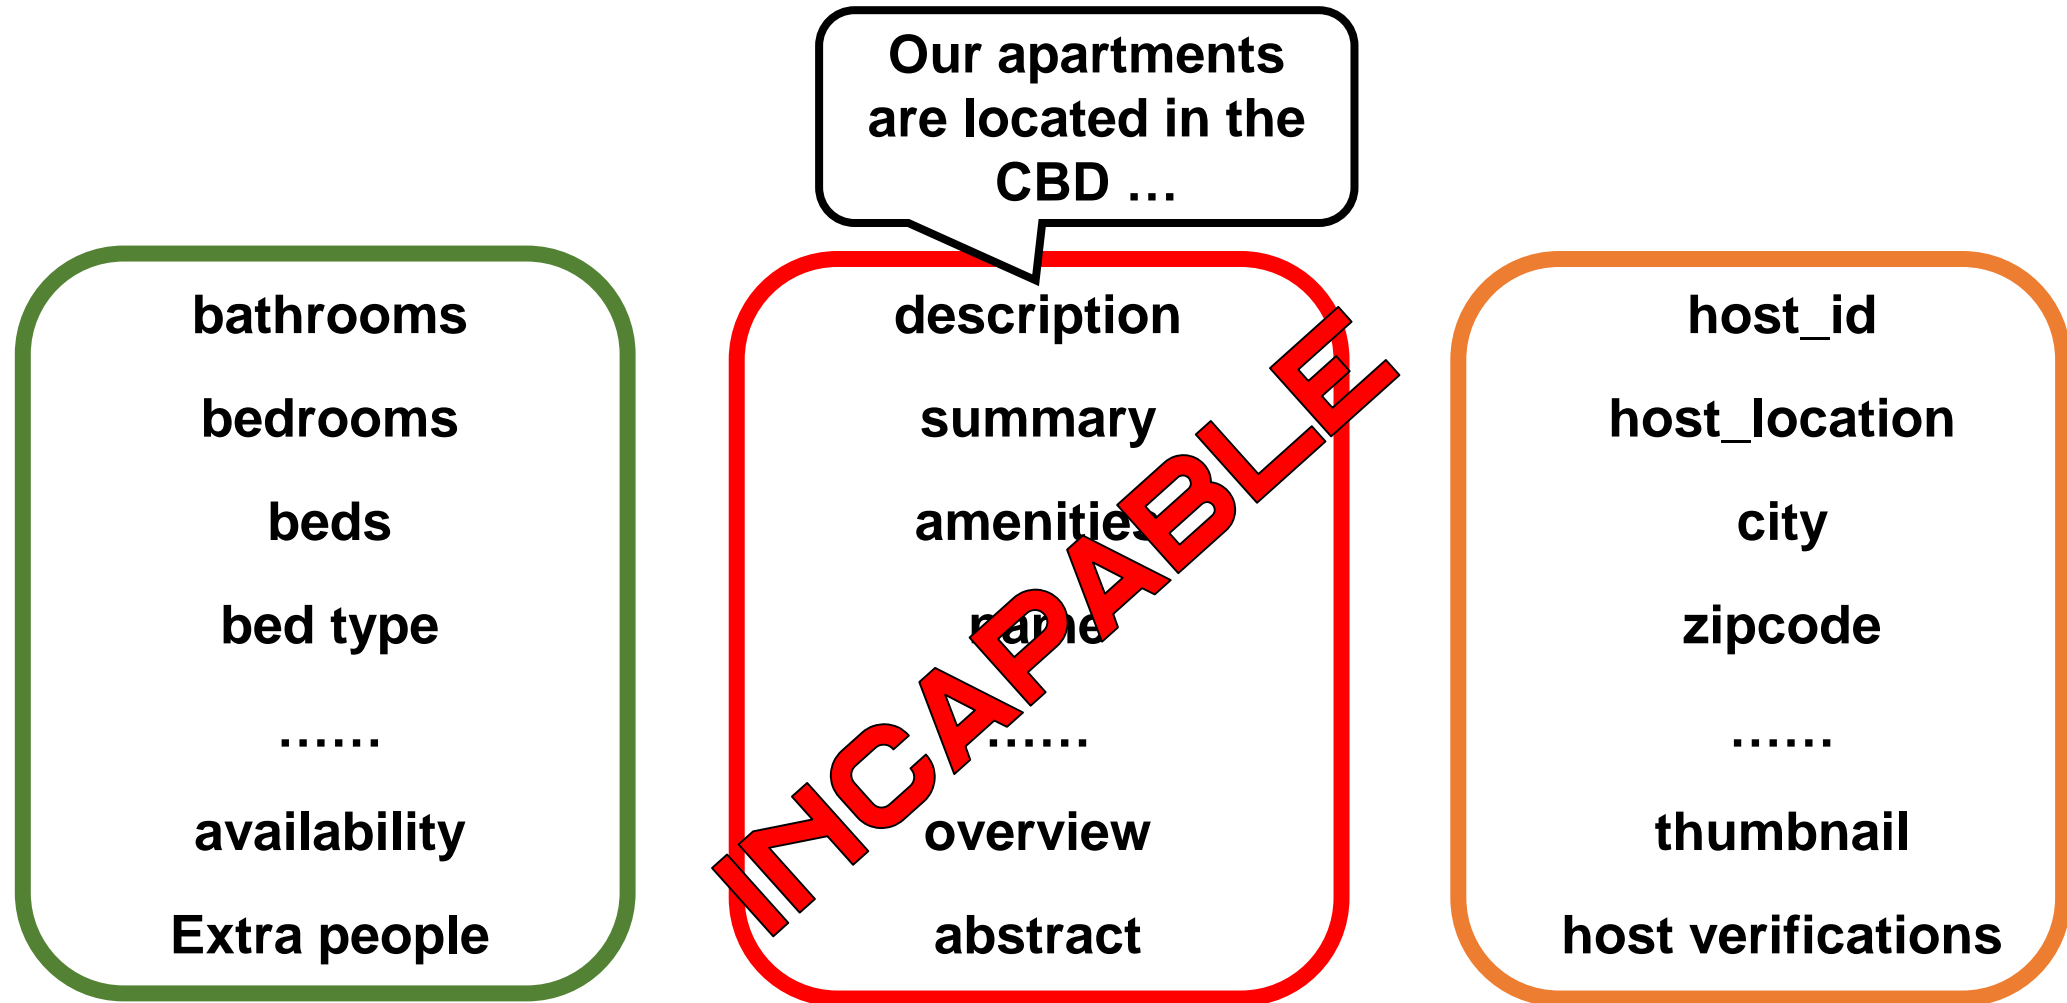 Our apartments
are located in the
CBD …
bathrooms
bedrooms
beds
bed type
……
availability
Extra people
description
summary
amenities
name
……
overview
abstract
INCAPABLE
host_id
host_location
city
zipcode
……
thumbnail
host verifications